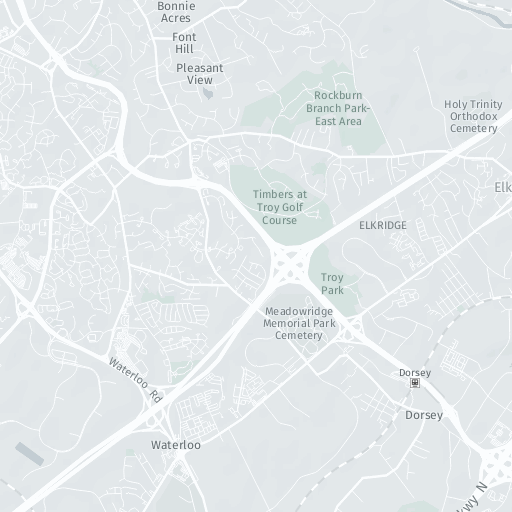 Bonnie
Acres
Font
Hill
Pleasant
View
Rockburn
Branch Park-
East Area
Holy Trinity
Orthodox
Cemetery
Elk
Timbers at
Troy Golf
Course
ELKRIDGE
Troy
Park
Meadowridge
Memorial Park
Cemetery
Waterloo Rd
Dorsey
Dorsey
Waterloo
kwy N